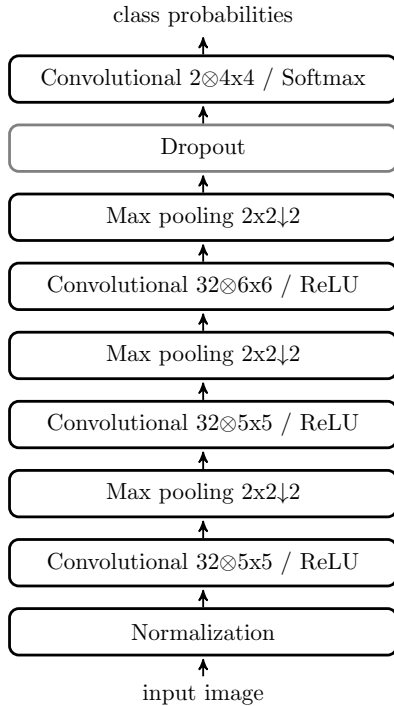 class probabilities
Convolutional 2⊗4x4 / Softmax
Dropout
Max pooling 2x2↓2
Convolutional 32⊗6x6 / ReLU
Max pooling 2x2↓2
Convolutional 32⊗5x5 / ReLU
Max pooling 2x2↓2
Convolutional 32⊗5x5 / ReLU
Normalization
input image